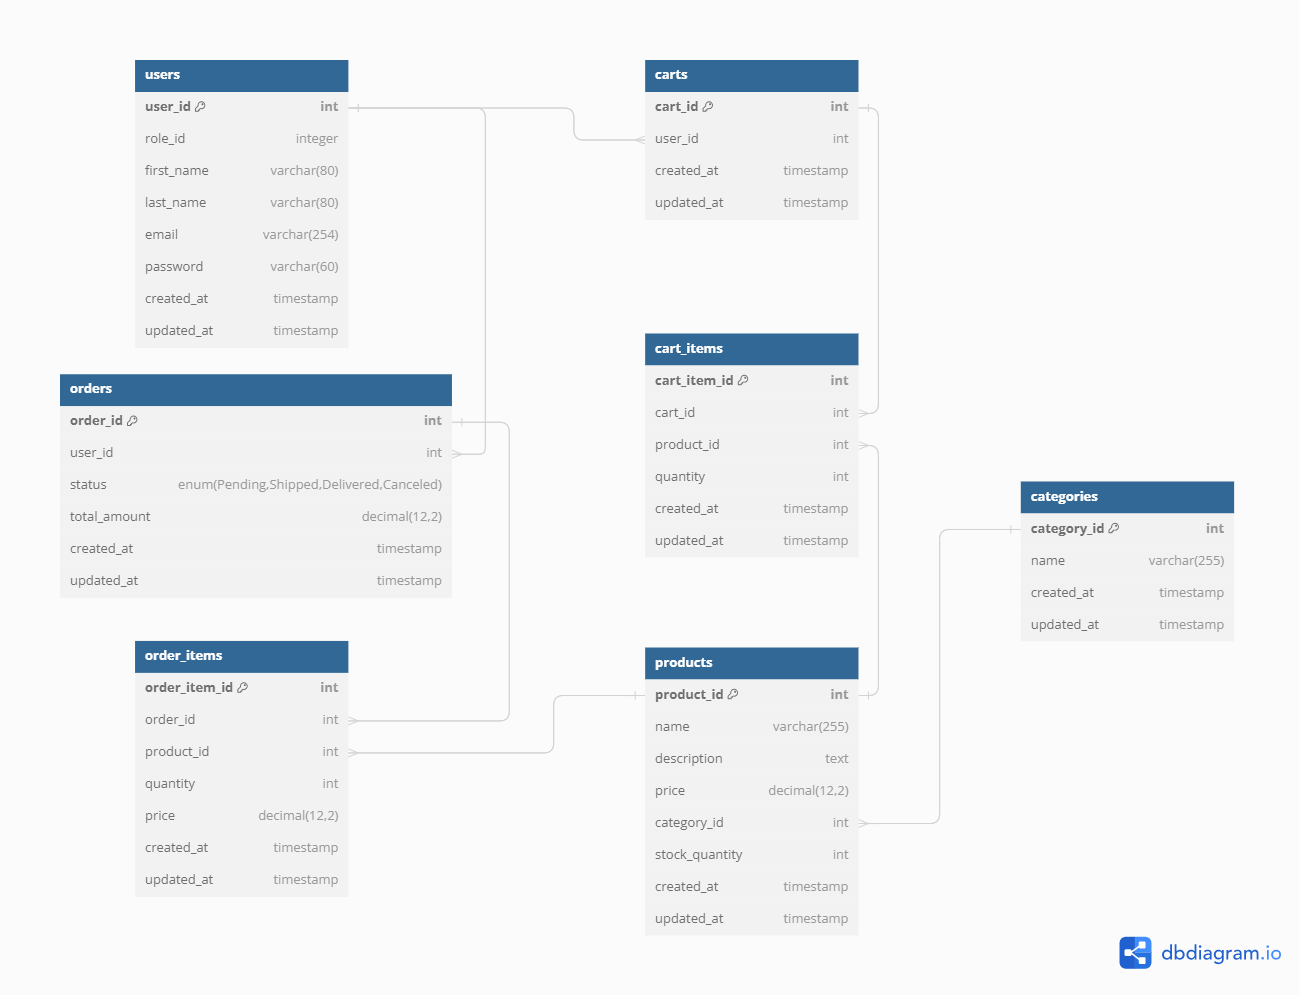 users
user_id int
role_id integer
first_name varchar(80)
last_name varchar(80)
email varchar(254)
password varchar(60)
created_at timestamp
updated_at timestamp
orders
order_id int
user_id int
status enum(Pending,Shipped,Delivered,Canceled)
total_amount decimal(12,2)
created_at timestamp
updated_at timestamp
order_items
order_item_id int
order_id int
product_id int
quantity int
price decimal(12,2)
created_at timestamp
updated_at timestamp
carts
cart_id int
user_id int
created_at timestamp
updated_at timestamp
cart_items
cart_item_id int
cart_id int
product_id int
quantity int
created_at timestamp
updated_at timestamp
products
product_id int
name varchar(255)
description text
price decimal(12,2)
category_id int
stock_quantity int
created_at timestamp
updated_at timestamp
categories
category_id int
name varchar(255)
created_at timestamp
updated_at timestamp
dbdiagram.io